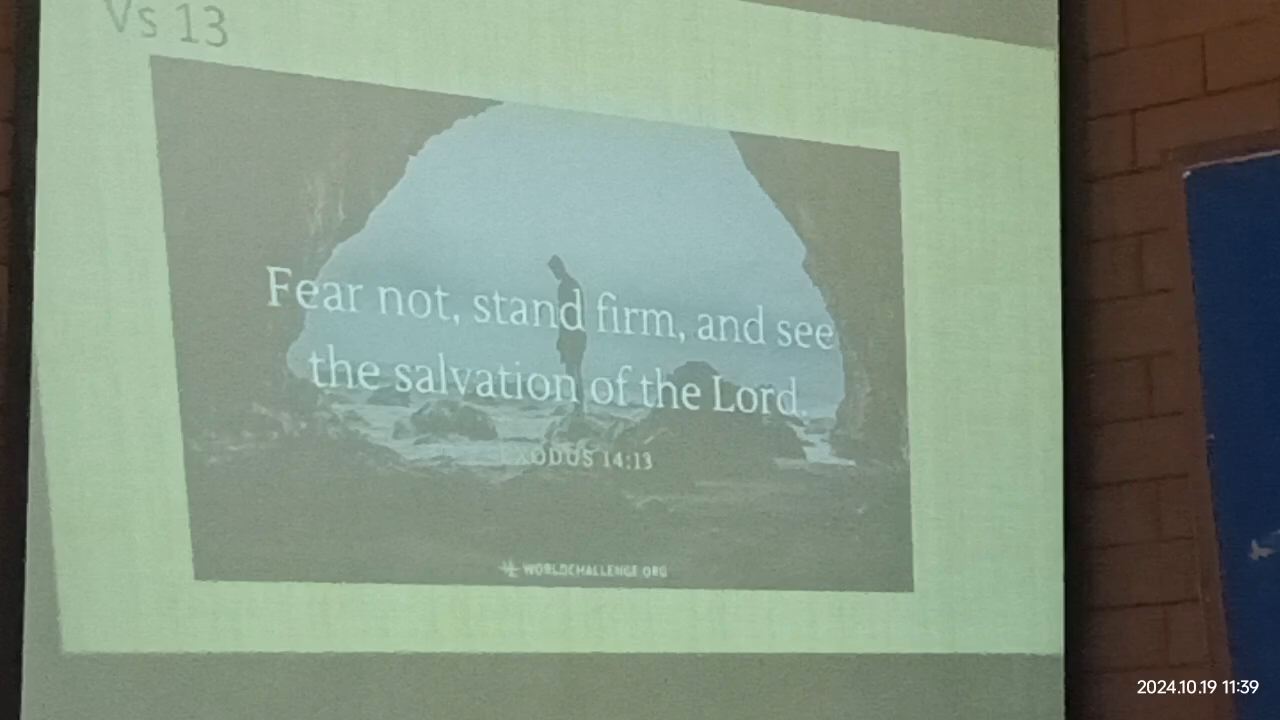 Vs 13
Fear not, stand firm, and see
the salvation of the Lord.
EXODUS 14:13
WORLDCHALLENGE.ORG
2024.10.19 11:39